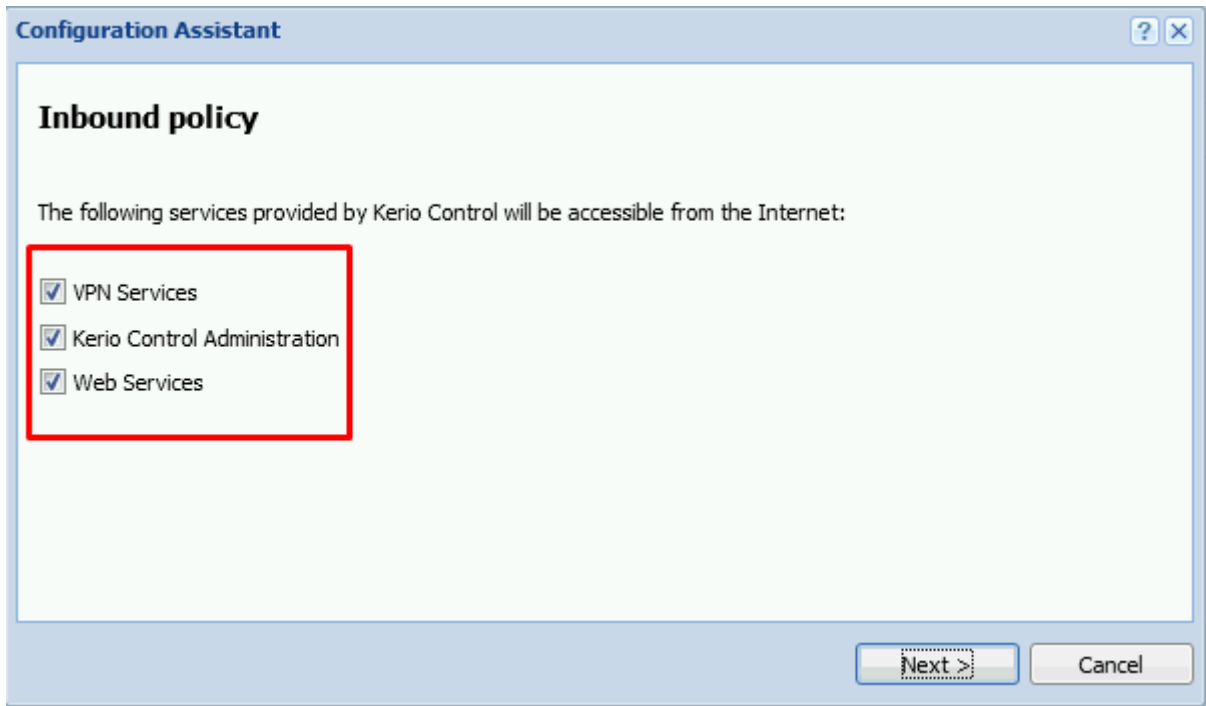 Configuration Assistant
Inbound policy
The following services provided by Kerio Control will be accessible from the Internet:
VPN Services
Kerio Control Administration
Web Services
Next >
Cancel